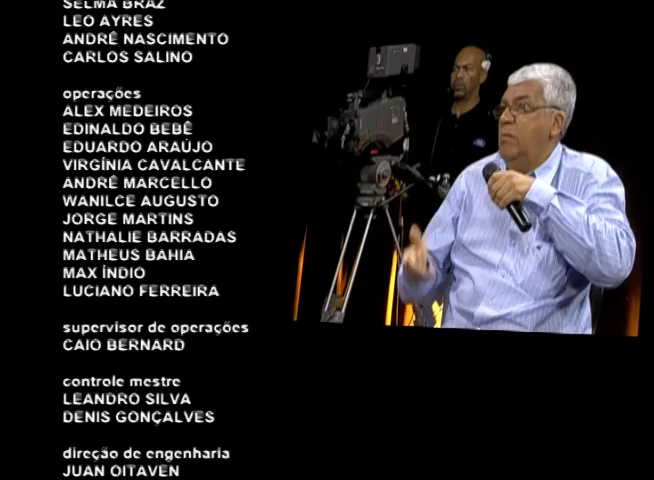 SELMA BRAZ
LEO AYRES
ANDRÉ NASCIMENTO
CARLOS SALINO
operações
ALEX MEDEIROS
EDINALDO BEBÊ
EDUARDO ARAÚJO
VIRGÍNIA CAVALCANTE
ANDRÉ MARCELLO
WANILCE AUGUSTO
JORGE MARTINS
NATHALIE BARRADAS
MATHEUS BAHIA
MAX ÍNDIO
LUCIANO FERREIRA
supervisor de operações
CAIO BERNARD
controle mestre
LEANDRO SILVA
DENIS GONÇALVES
direção de engenharia
JUAN OITAVEN